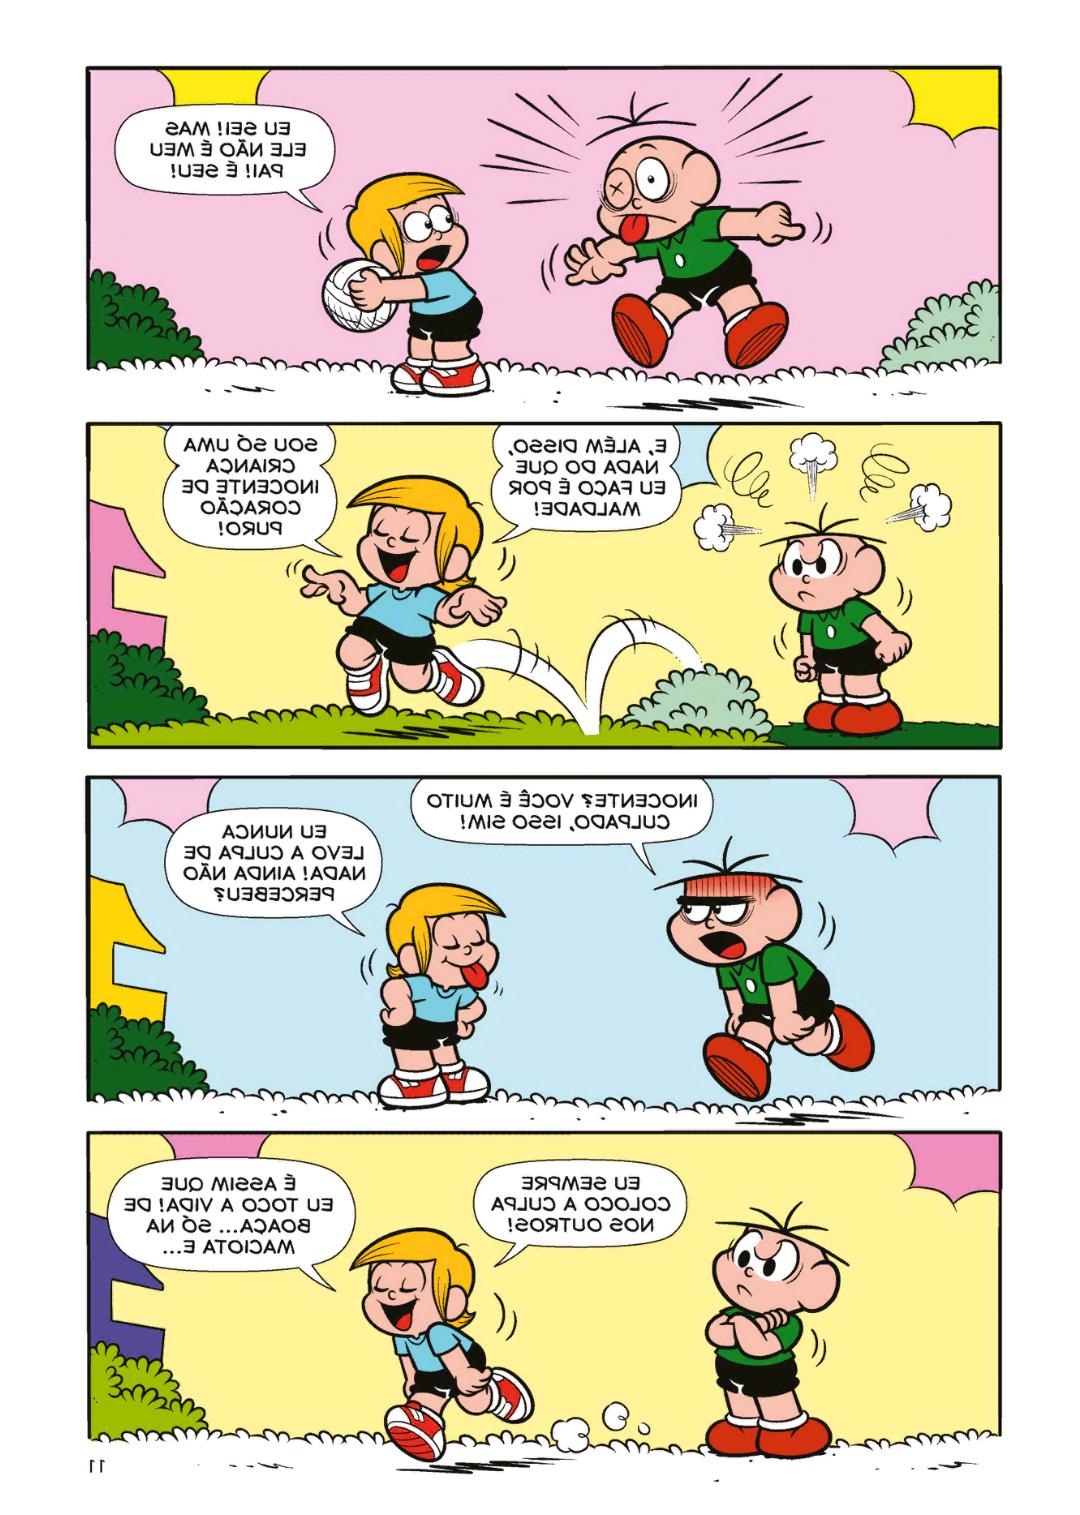 EU SEI! MAS
ELE NÃO É MEU
PAI! É SEU!
E, ALÉM DISSO,
NADA DO QUE
EU FAÇO É POR
MALDADE!
SOU SÓ UMA
CRIANÇA
INOCENTE DE
CORAÇÃO
PURO!
INOCENTE? VOCÊ É MUITO
CULPADO, ISSO SIM!
EU NUNCA
LEVO A CULPA DE
NADA! AINDA NÃO
PERCEBEU?
EU SEMPRE
COLOCO A CULPA
NOS OUTROS!
É ASSIM QUE
EU TOCO A VIDA! DE
BOAÇA... SÓ NA
MACIOTA E...
11